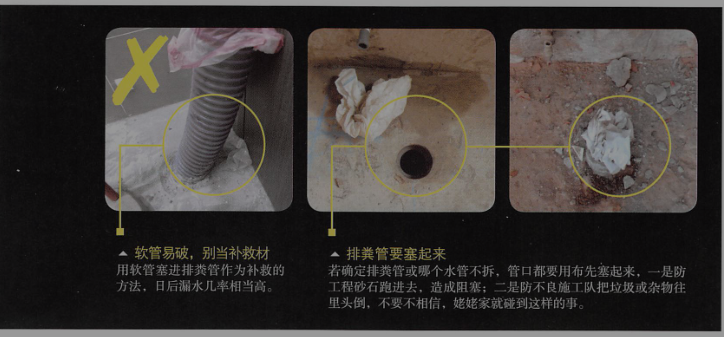 软管易破，别当补救材
用软管塞进排粪管作为补救的
方法，日后漏水几率相当高。
排粪管要塞起来
若确定排粪管或哪个水管不拆，管口都要用布先塞起来，一是防
工程砂石跑进去，造成阻塞；二是防不良施工队把垃圾或杂物往
里头倒，不要不相信，姥姥家就碰到这样的事。